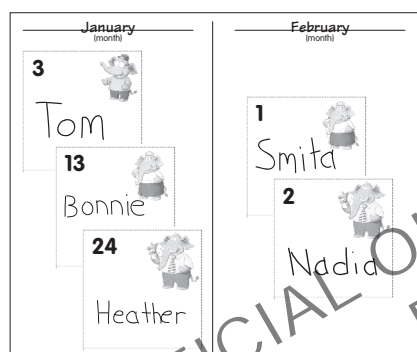 January
(month)
3
Tom
13
Bonnie
24
Heather
February
(month)
1
Smita
2
Nadia